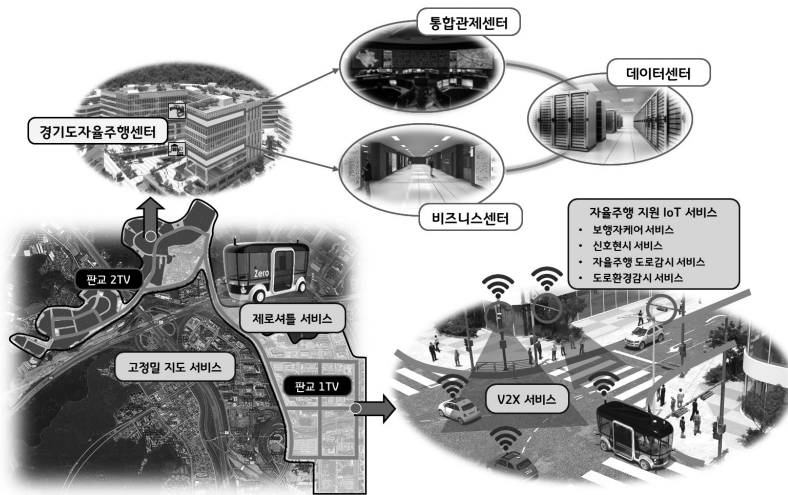 통합관제센터
데이터센터
경기도자율주행센터
비즈니스센터
자율주행 지원 IoT 서비스
• 보행자케어 서비스
• 신호현시 서비스
• 자율주행 도로감시 서비스
• 도로환경감시 서비스
판교 2TV
Zero
제로셔틀 서비스
고정밀 지도 서비스
판교 1TV
V2X 서비스